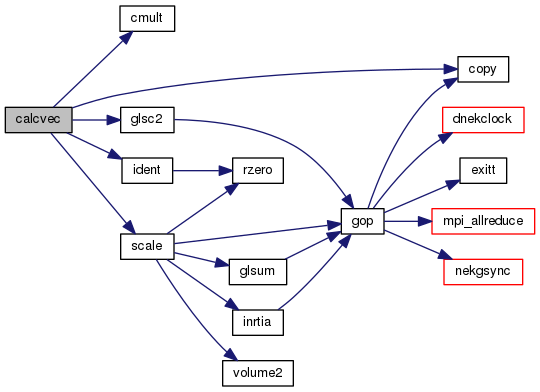 cmult
copy
calcvec
glsc2
dnekclock
ident
rzero
exitt
gop
mpi_allreduce
scale
glsum
nekgsync
inrtia
volume2